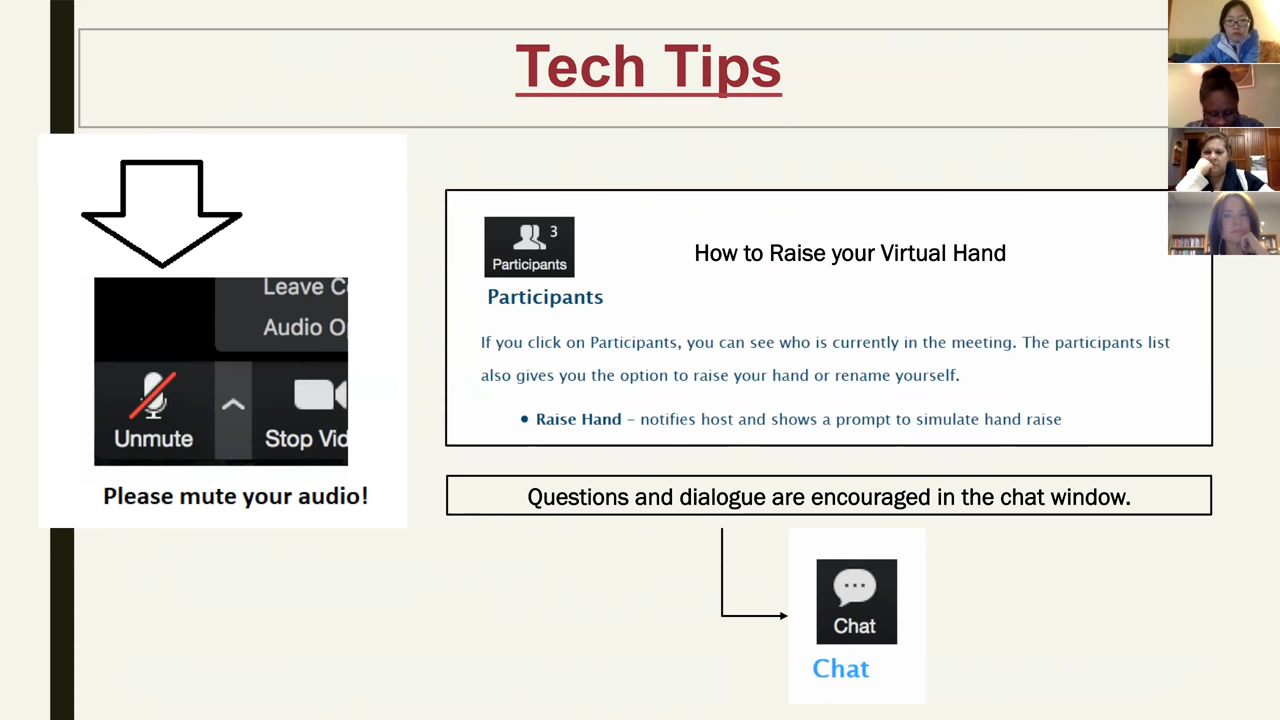 Tech Tips
Leave C
Audio O
Unmute
Stop Vid
Please mute your audio!
3
Participants
How to Raise your Virtual Hand
Participants
If you click on Participants, you can see who is currently in the meeting. The participants list
also gives you the option to raise your hand or rename yourself.
• Raise Hand – notifies host and shows a prompt to simulate hand raise
Questions and dialogue are encouraged in the chat window.
Chat
Chat